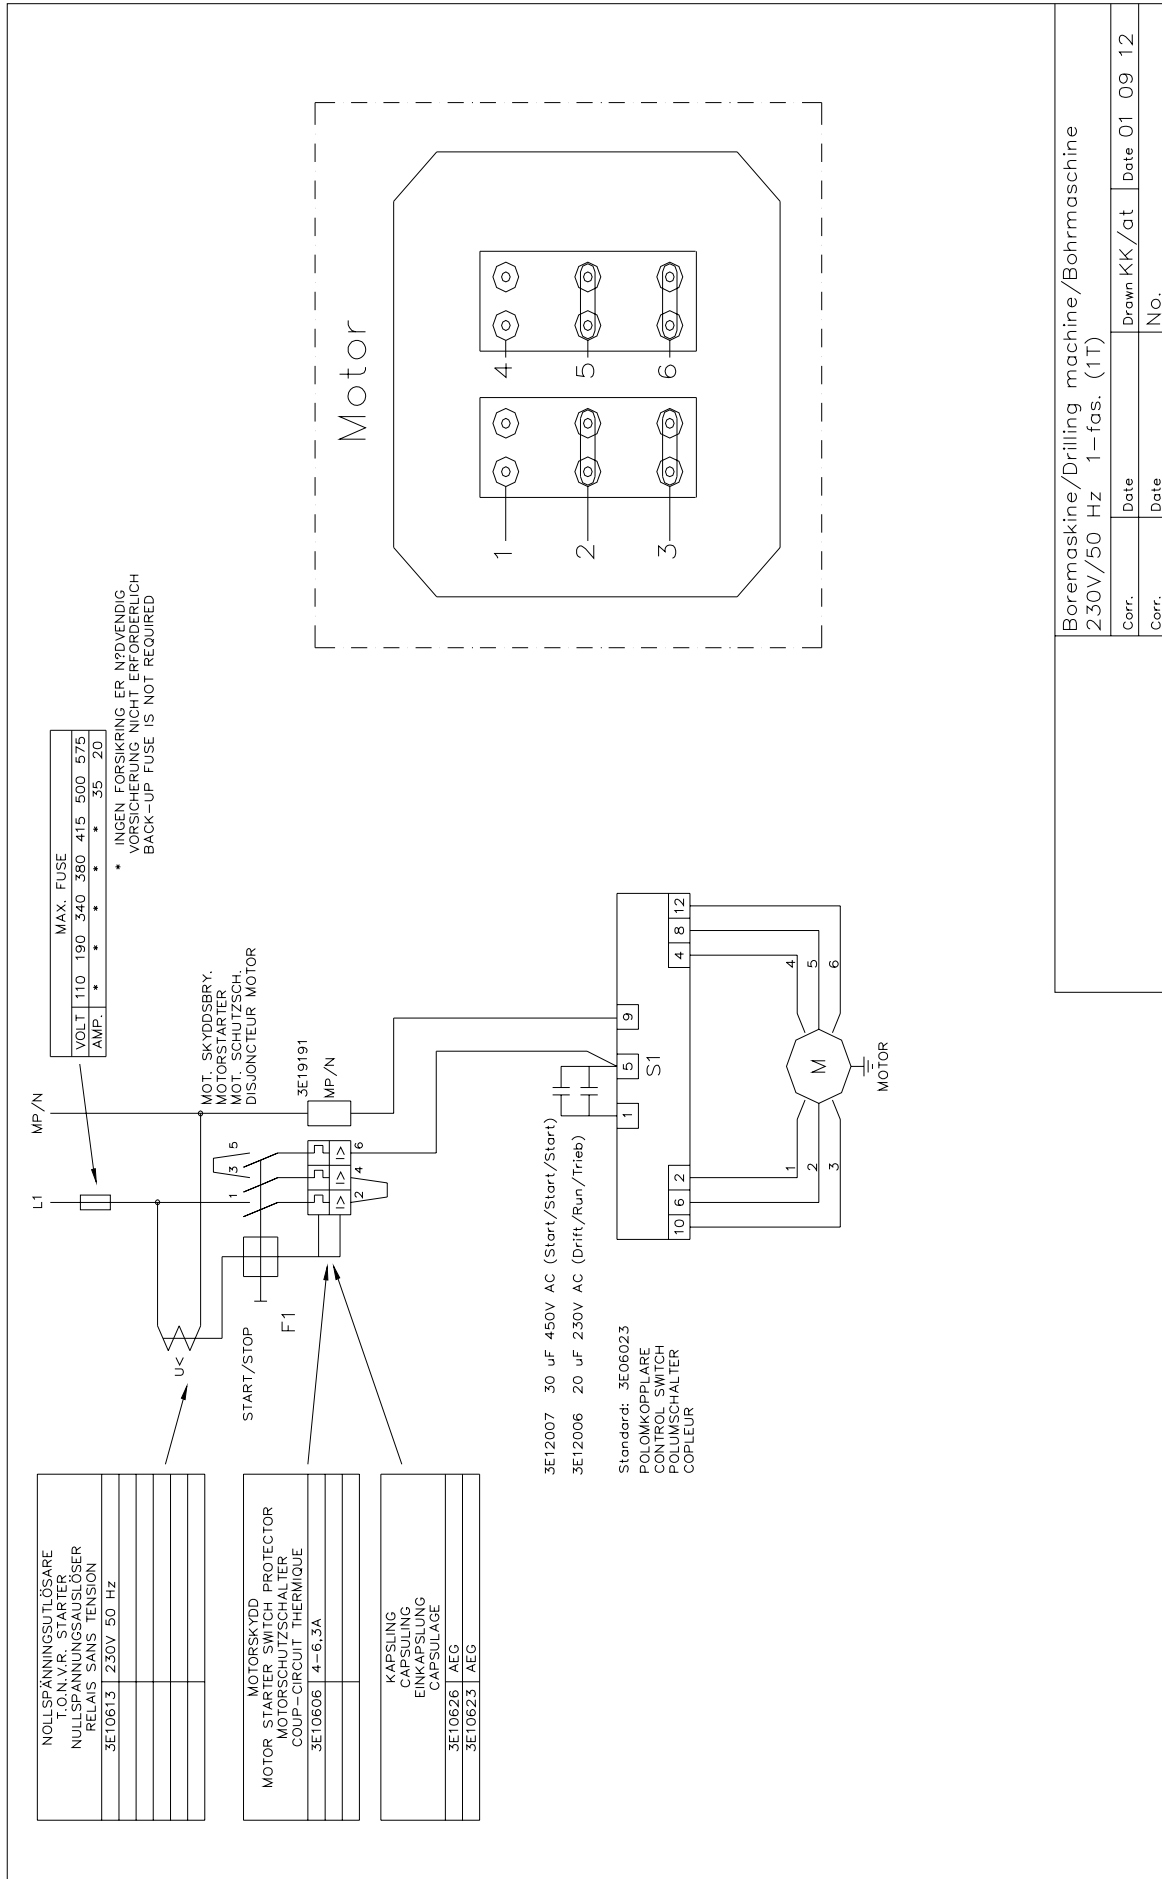 NOLLSPÄNNINGSUTLÖSARE
T.O.N.V.R. STARTER
NULLSPANNUNGSAUSLÖSER
RELAIS SANS TENSION
3E10613 230V 50 Hz
MOTORSKYDD
MOTOR STARTER SWITCH PROTECTOR
MOTORSCHUTZSCHALTER
COUP-CIRCUIT THERMIQUE
3E10606 4-6,3A
KAPSLING
CAPSULING
EINKAPSLUNG
CAPSULAGE
3E10626 AEG
3E10623 AEG
U<
START/STOP
F1
L1
MP/N
1
3
5
I> I> I>
2
4
6
3E19191
MP/N
MOT. SKYDDSBRY.
MOTORSTARTER
MOT. SCHUTZSCH.
DISJONCTEUR MOTOR
MAX. FUSE
VOLT 110 190 340 380 415 500 575
AMP. * * * * * 35 20
* INGEN FORSIKRING ER N?DVENDIG
VORSICHERUNG NICHT ERFORDERLICH
BACK-UP FUSE IS NOT REQUIRED
3E12007 30 uF 450V AC (Start/Start/Start)
3E12006 20 uF 230V AC (Drift/Run/Trieb)
Standard: 3E06023
POLOMKOPPLARE
CONTROL SWITCH
POLUMSCHALTER
COPLEUR
1 5 9
S1
10 6 2 4 8 12
1 4
2 M 5
3 6
MOTOR
Motor
1 4
2 5
3 6
Boremaskine/Drilling machine/Bohrmaschine
230V/50 Hz 1-fas. (1T)
Corr. Date Drawn KK/at Date 01 09 12
Corr. Date No.